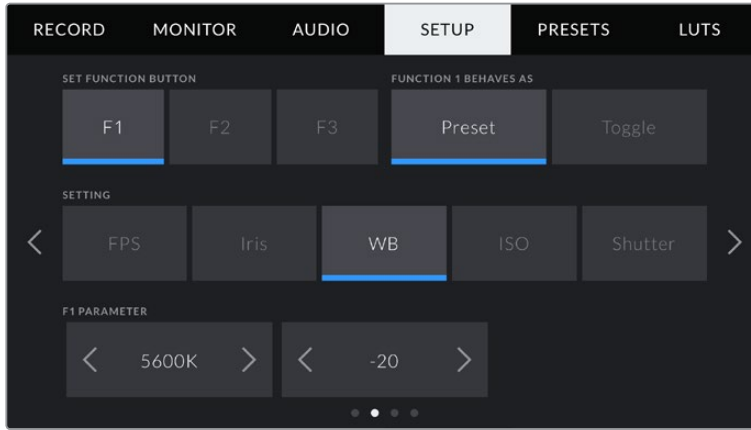 RECORD MONITOR AUDIO SETUP PRESETS LUTS
SET FUNCTION BUTTON FUNCTION 1 BEHAVES AS
F1 F2 F3 Preset Toggle
SETTING
FPS Iris WB ISO Shutter
F1 PARAMETER
5600K -20